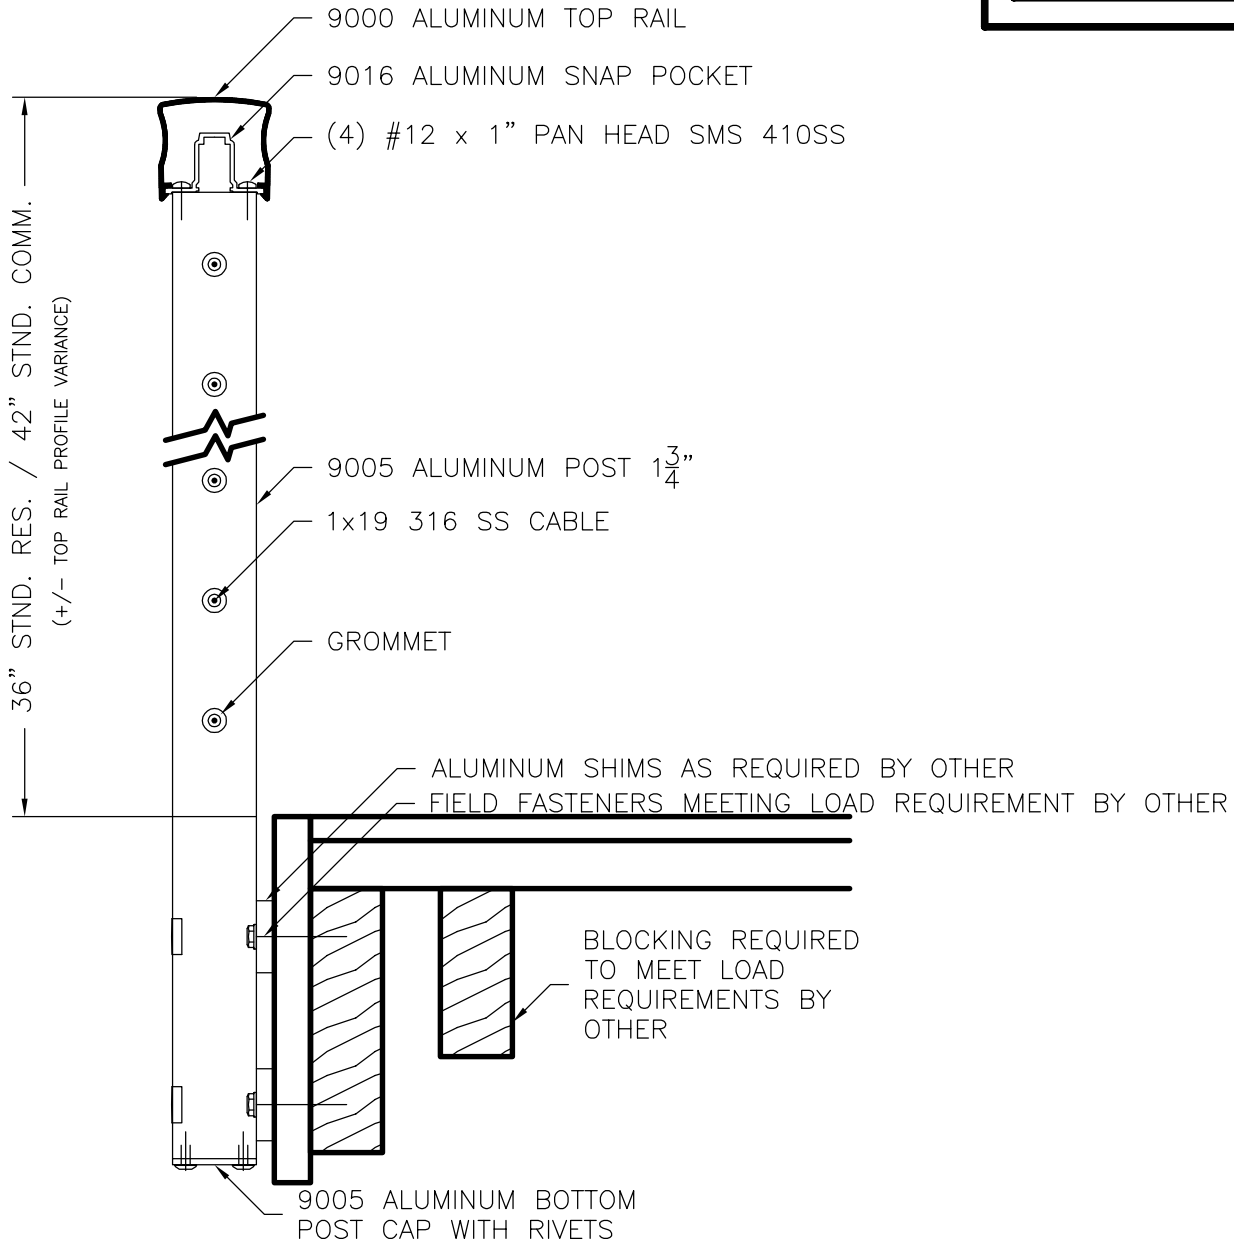 9000 ALUMINUM TOP RAIL
9016 ALUMINUM SNAP POCKET
(4) #12 x 1” PAN HEAD SMS 410SS
36” STND. RES. / 42” STND. COMM.
(+/- TOP RAIL PROFILE VARIANCE)
9005 ALUMINUM POST 1 3/4”
1x19 316 SS CABLE
GROMMET
ALUMINUM SHIMS AS REQUIRED BY OTHER
FIELD FASTENERS MEETING LOAD REQUIREMENT BY OTHER
BLOCKING REQUIRED
TO MEET LOAD
REQUIREMENTS BY
OTHER
9005 ALUMINUM BOTTOM
POST CAP WITH RIVETS